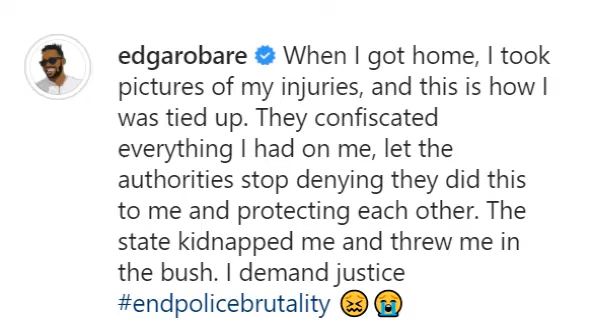 edgarobare When I got home, I took
pictures of my injuries, and this is how I
was tied up. They confiscated
everything I had on me, let the
authorities stop denying they did this
to me and protecting each other. The
state kidnapped me and threw me in
the bush. I demand justice
#endpolicebrutality 😖😭